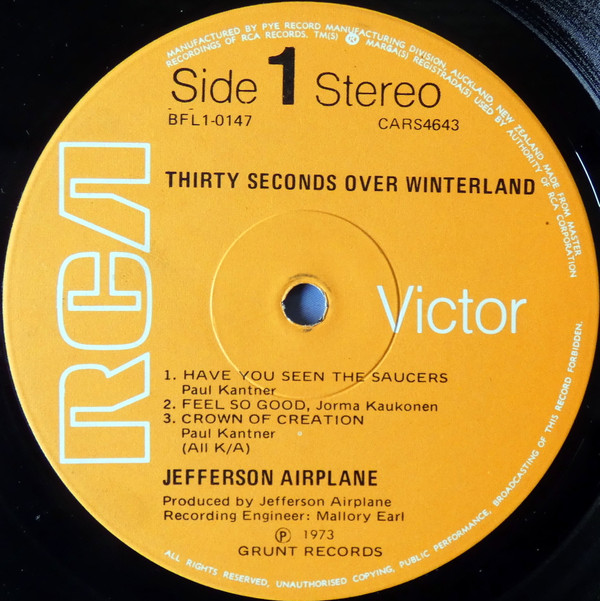 MANUFACTURED BY PYE RECORD MANUFACTURING DIVISION, AUCKLAND, NEW ZEALAND, MADE FROM MASTER
RECORDINGS OF RCA RECORDS, TM(S) ® MARCA(S) REGISTRADA(S) USED BY AUTHORITY OF RCA CORPORATION
Side 1 Stereo
BFL1-0147 CARS4643
THIRTY SECONDS OVER WINTERLAND
RCA
Victor
1. HAVE YOU SEEN THE SAUCERS
Paul Kantner
2. FEEL SO GOOD, Jorma Kaukonen
3. CROWN OF CREATION
Paul Kantner
(All K/A)
JEFFERSON AIRPLANE
Produced by Jefferson Airplane
Recording Engineer: Mallory Earl
Ⓟ 1973
GRUNT RECORDS
ALL RIGHTS RESERVED, UNAUTHORISED COPYING, PUBLIC PERFORMANCE, BROADCASTING OF THIS RECORD FORBIDDEN.